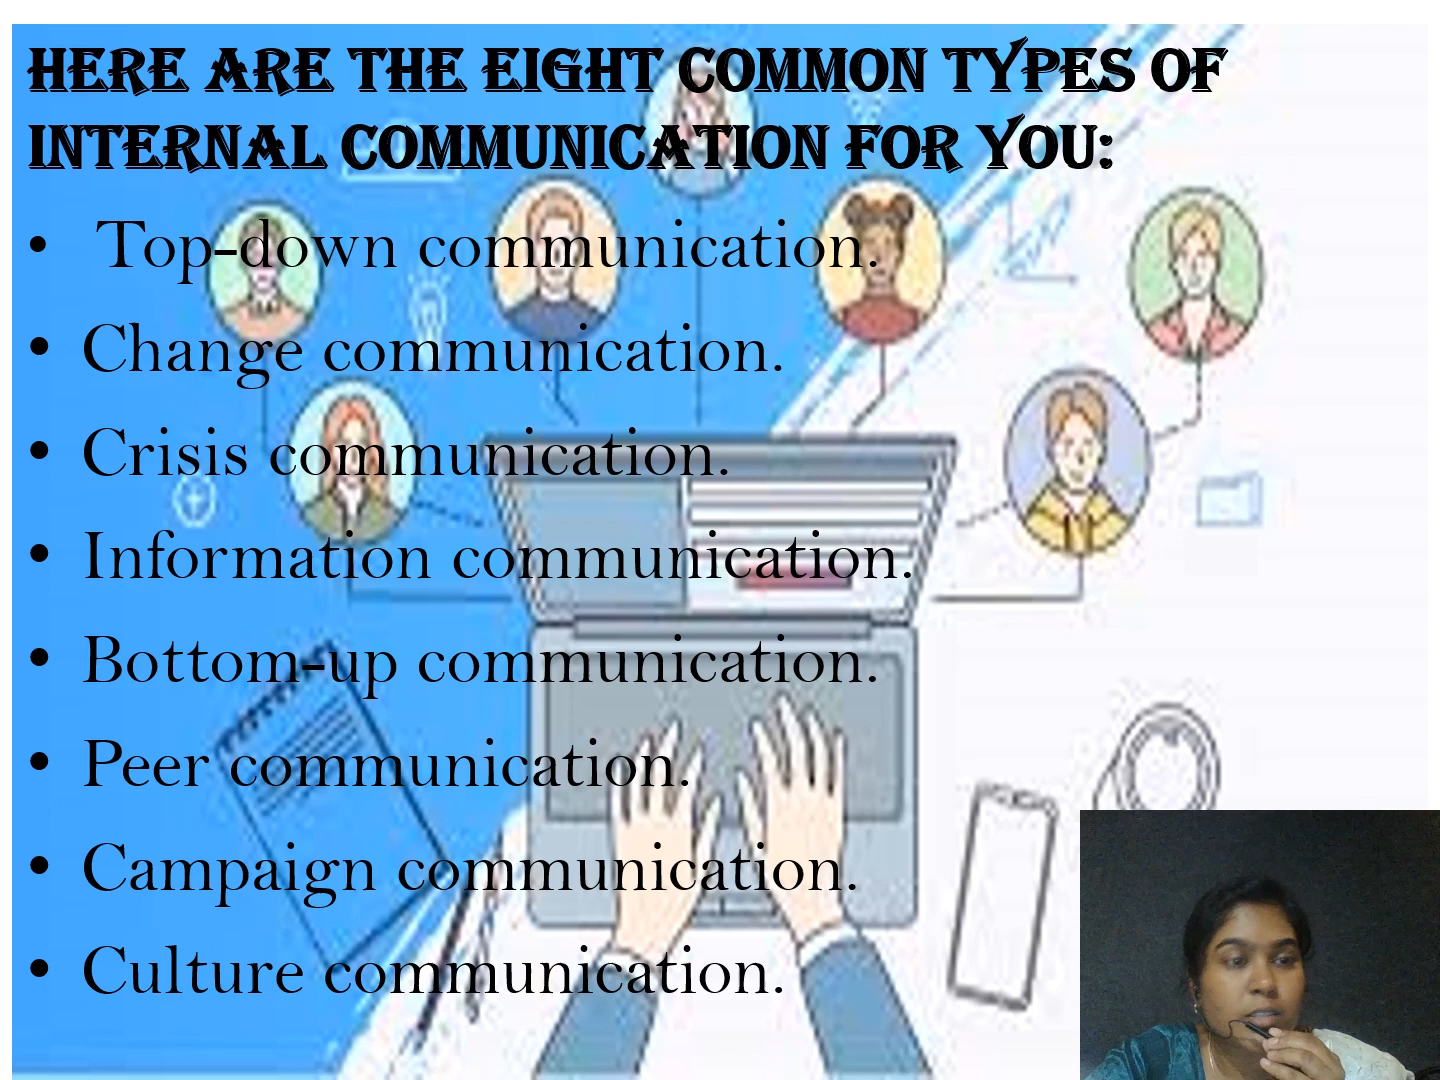 HERE ARE THE EIGHT COMMON TYPES OF
INTERNAL COMMUNICATION FOR YOU:
• Top-down communication.
• Change communication.
• Crisis communication.
• Information communication.
• Bottom-up communication.
• Peer communication.
• Campaign communication.
• Culture communication.